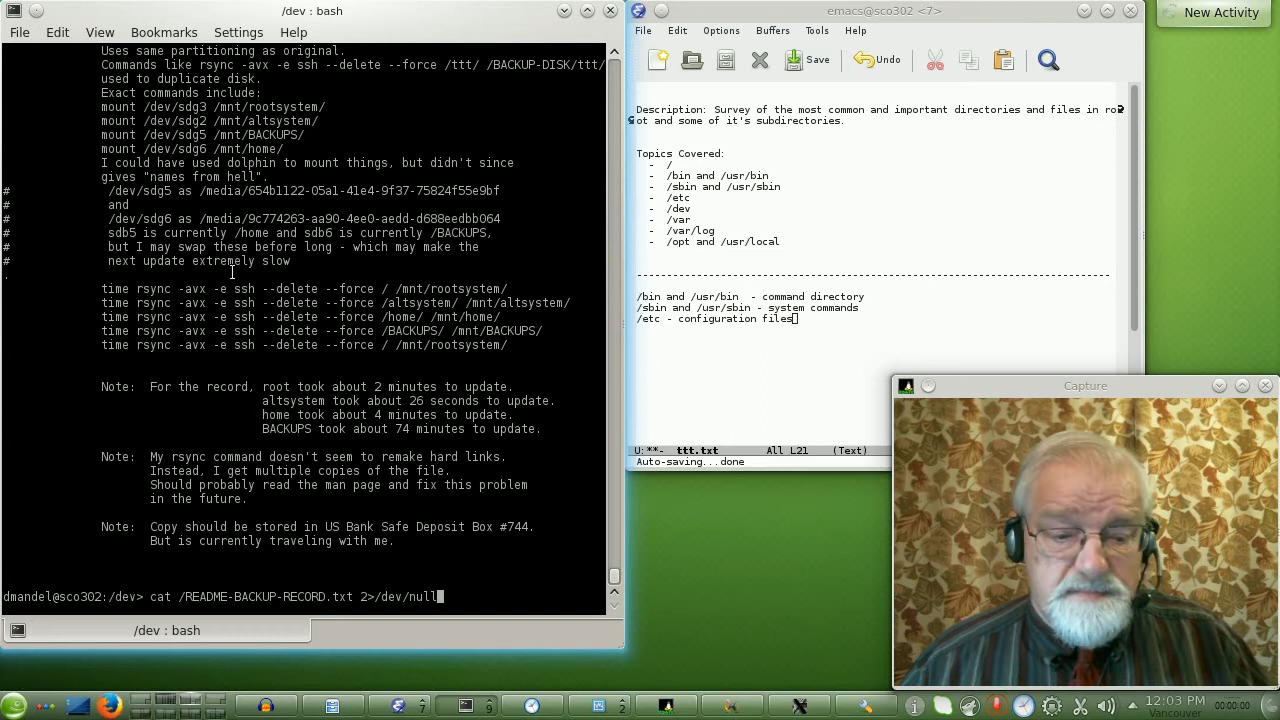 /dev : bash
File Edit View Bookmarks Settings Help
Uses same partitioning as original.
Commands like rsync -avx -e ssh --delete --force /ttt/ /BACKUP-DISK/ttt/
used to duplicate disk.
Exact commands include:
mount /dev/sdg3 /mnt/rootsystem/
mount /dev/sdg2 /mnt/altsystem/
mount /dev/sdg5 /mnt/BACKUPS/
mount /dev/sdg6 /mnt/home/
I could have used dolphin to mount things, but didn't since
gives "names from hell".
# /dev/sdg5 as /media/654b1122-05a1-41e4-9f37-75824f55e9bf
# and
# /dev/sdg6 as /media/9c774263-aa90-4ee0-aedd-d688eedbb064
# sdb5 is currently /home and sdb6 is currently /BACKUPS,
# but I may swap these before long - which may make the
# next update extremely slow
.
time rsync -avx -e ssh --delete --force / /mnt/rootsystem/
time rsync -avx -e ssh --delete --force /altsystem/ /mnt/altsystem/
time rsync -avx -e ssh --delete --force /home/ /mnt/home/
time rsync -avx -e ssh --delete --force /BACKUPS/ /mnt/BACKUPS/
time rsync -avx -e ssh --delete --force / /mnt/rootsystem/
Note: For the record, root took about 2 minutes to update.
altsystem took about 26 seconds to update.
home took about 4 minutes to update.
BACKUPS took about 74 minutes to update.
Note: My rsync command doesn't seem to remake hard links.
Instead, I get multiple copies of the file.
Should probably read the man page and fix this problem
in the future.
Note: Copy should be stored in US Bank Safe Deposit Box #744.
But is currently traveling with me.
dmandel@sco302:/dev> cat /README-BACKUP-RECORD.txt 2>/dev/null
/dev : bash
emacs@sco302 <7>
File Edit Options Buffers Tools Help
Save Undo
Description: Survey of the most common and important directories and files in ro
ot and some of it's subdirectories.
Topics Covered:
- /
- /bin and /usr/bin
- /sbin and /usr/sbin
- /etc
- /dev
- /var
- /var/log
- /opt and /usr/local
--------------------------------------------------------------------------------
/bin and /usr/bin - command directory
/sbin and /usr/sbin - system commands
/etc - configuration files
U:**- ttt.txt All L21 (Text)
Auto-saving...done
New Activity
Capture
7
9
2
12:03 PM
Vancouver
00:00:00